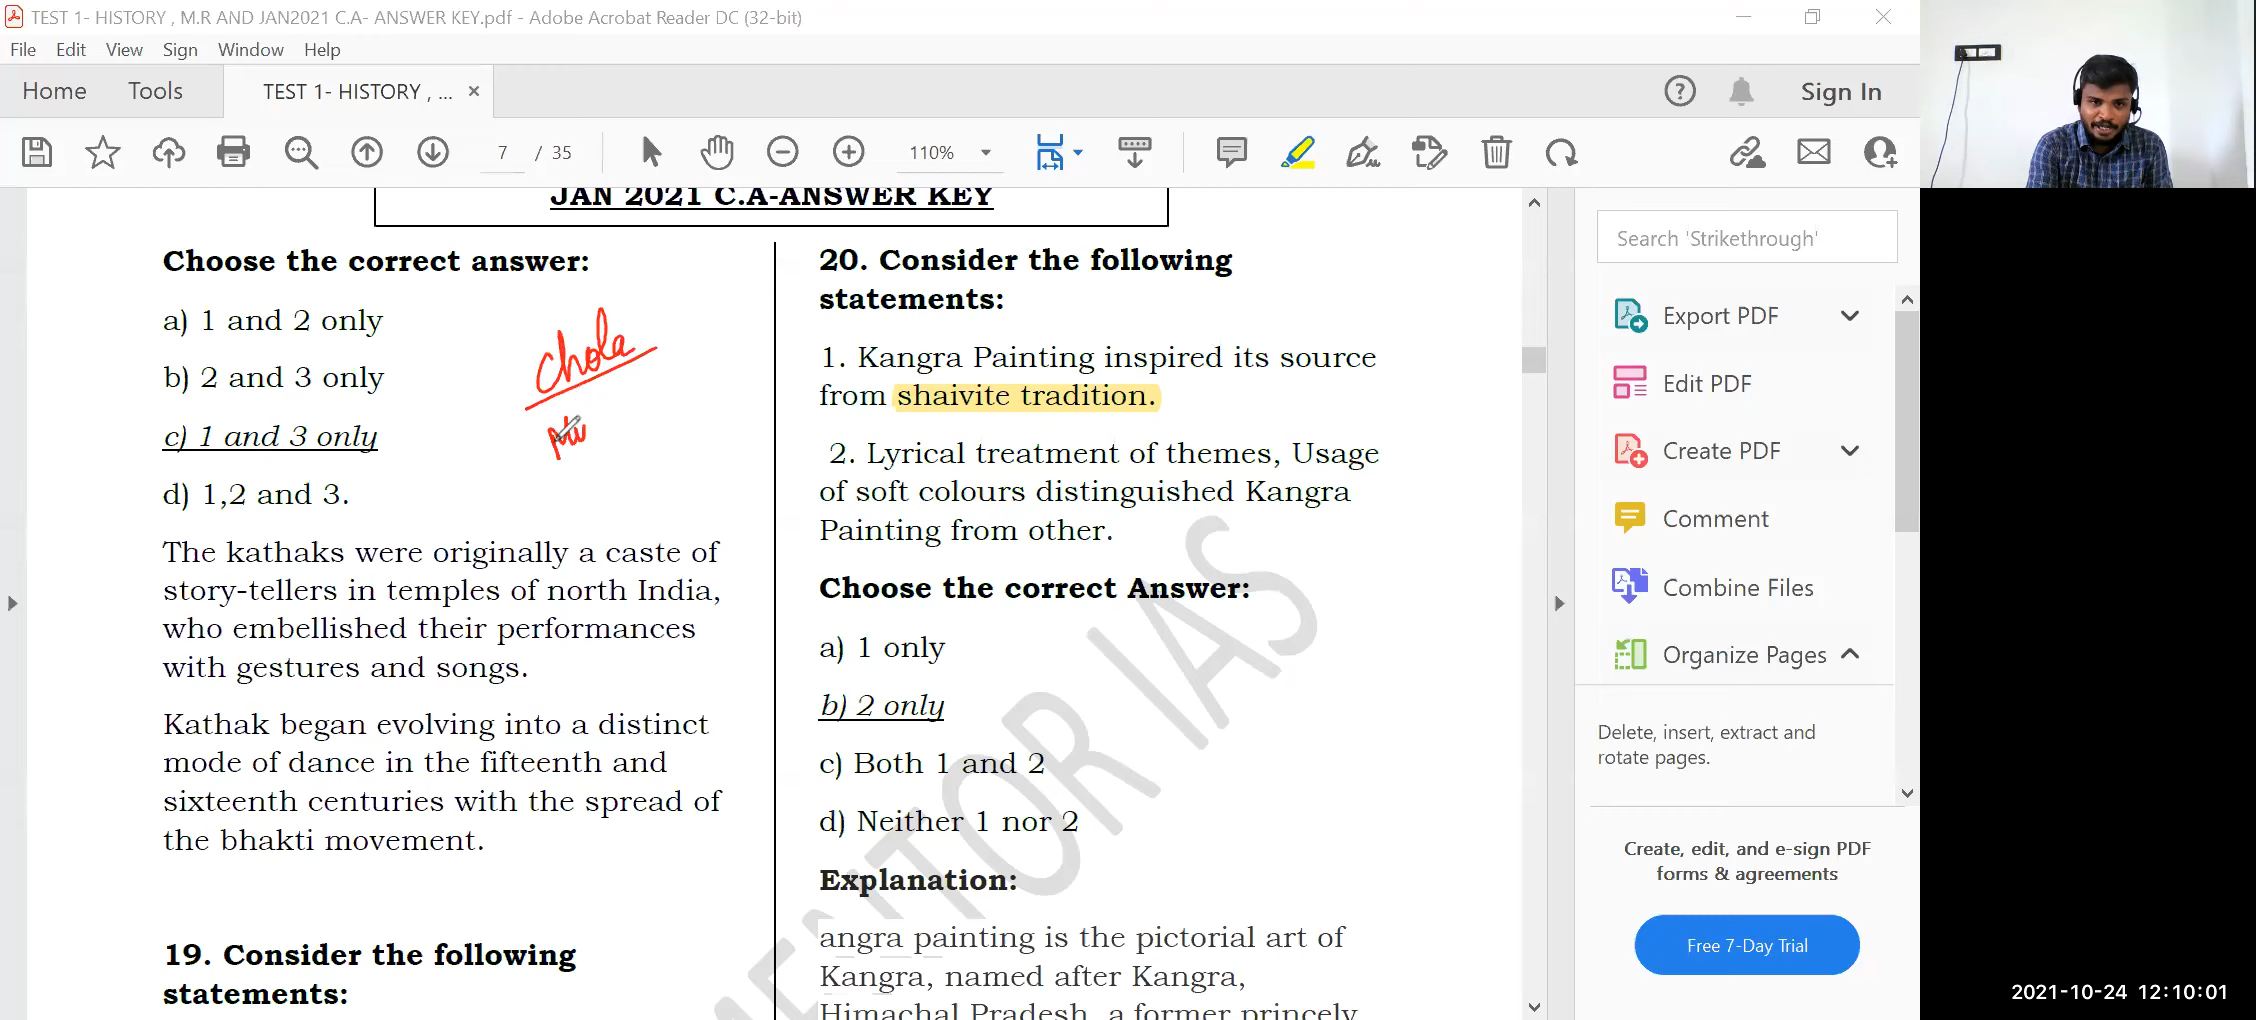 TEST 1- HISTORY , M.R AND JAN2021 C.A- ANSWER KEY.pdf - Adobe Acrobat Reader DC (32-bit)
File Edit View Sign Window Help
Home Tools TEST 1- HISTORY , ... ×
Sign In
7 / 35
110%
JAN 2021 C.A-ANSWER KEY
Choose the correct answer:
a) 1 and 2 only
b) 2 and 3 only
c) 1 and 3 only
d) 1,2 and 3.
Chola
The kathaks were originally a caste of
story-tellers in temples of north India,
who embellished their performances
with gestures and songs.
Kathak began evolving into a distinct
mode of dance in the fifteenth and
sixteenth centuries with the spread of
the bhakti movement.
19. Consider the following
statements:
20. Consider the following
statements:
1. Kangra Painting inspired its source
from shaivite tradition.
2. Lyrical treatment of themes, Usage
of soft colours distinguished Kangra
Painting from other.
Choose the correct Answer:
a) 1 only
b) 2 only
c) Both 1 and 2
d) Neither 1 nor 2
Explanation:
angra painting is the pictorial art of
Kangra, named after Kangra,
Himachal Pradesh, a former princely
MENTOR IAS
Search 'Strikethrough'
Export PDF
Edit PDF
Create PDF
Comment
Combine Files
Organize Pages
Delete, insert, extract and
rotate pages.
Create, edit, and e-sign PDF
forms & agreements
Free 7-Day Trial
2021-10-24 12:10:01